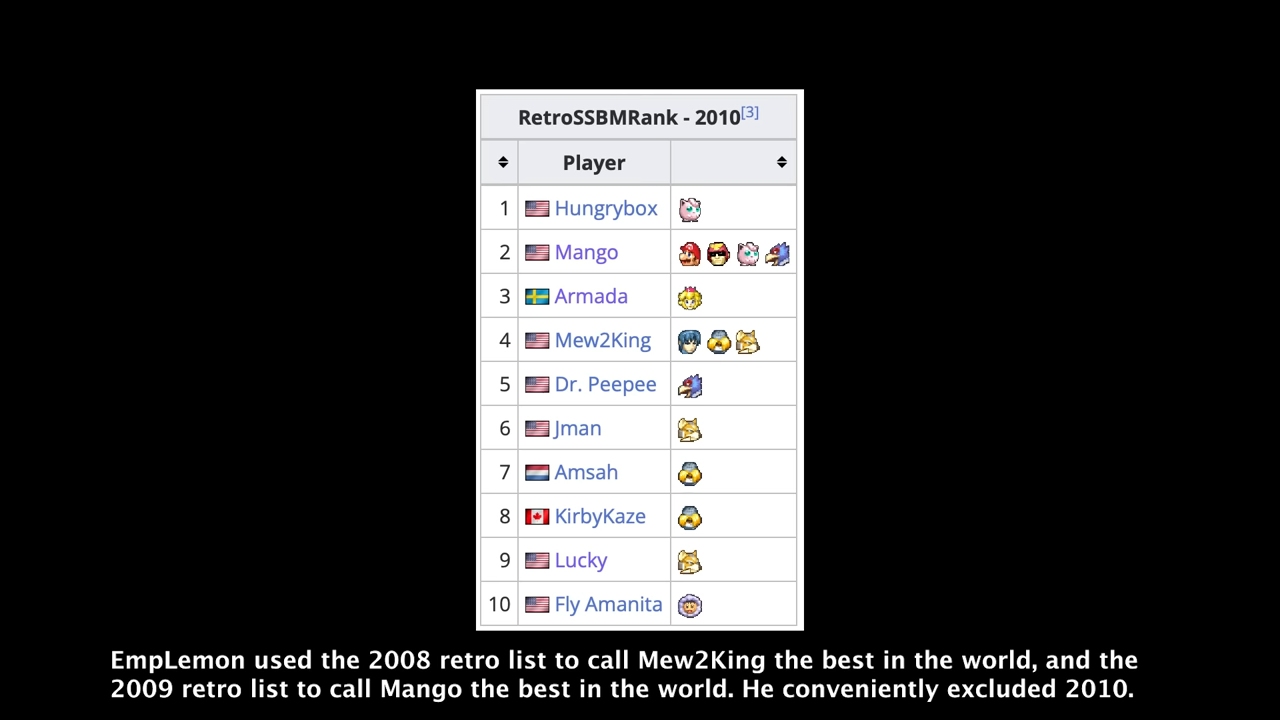 RetroSSBMRank - 2010[3]
Player
1 Hungrybox
2 Mango
3 Armada
4 Mew2King
5 Dr. Peepee
6 Jman
7 Amsah
8 KirbyKaze
9 Lucky
10 Fly Amanita
EmpLemon used the 2008 retro list to call Mew2King the best in the world, and the
2009 retro list to call Mango the best in the world. He conveniently excluded 2010.